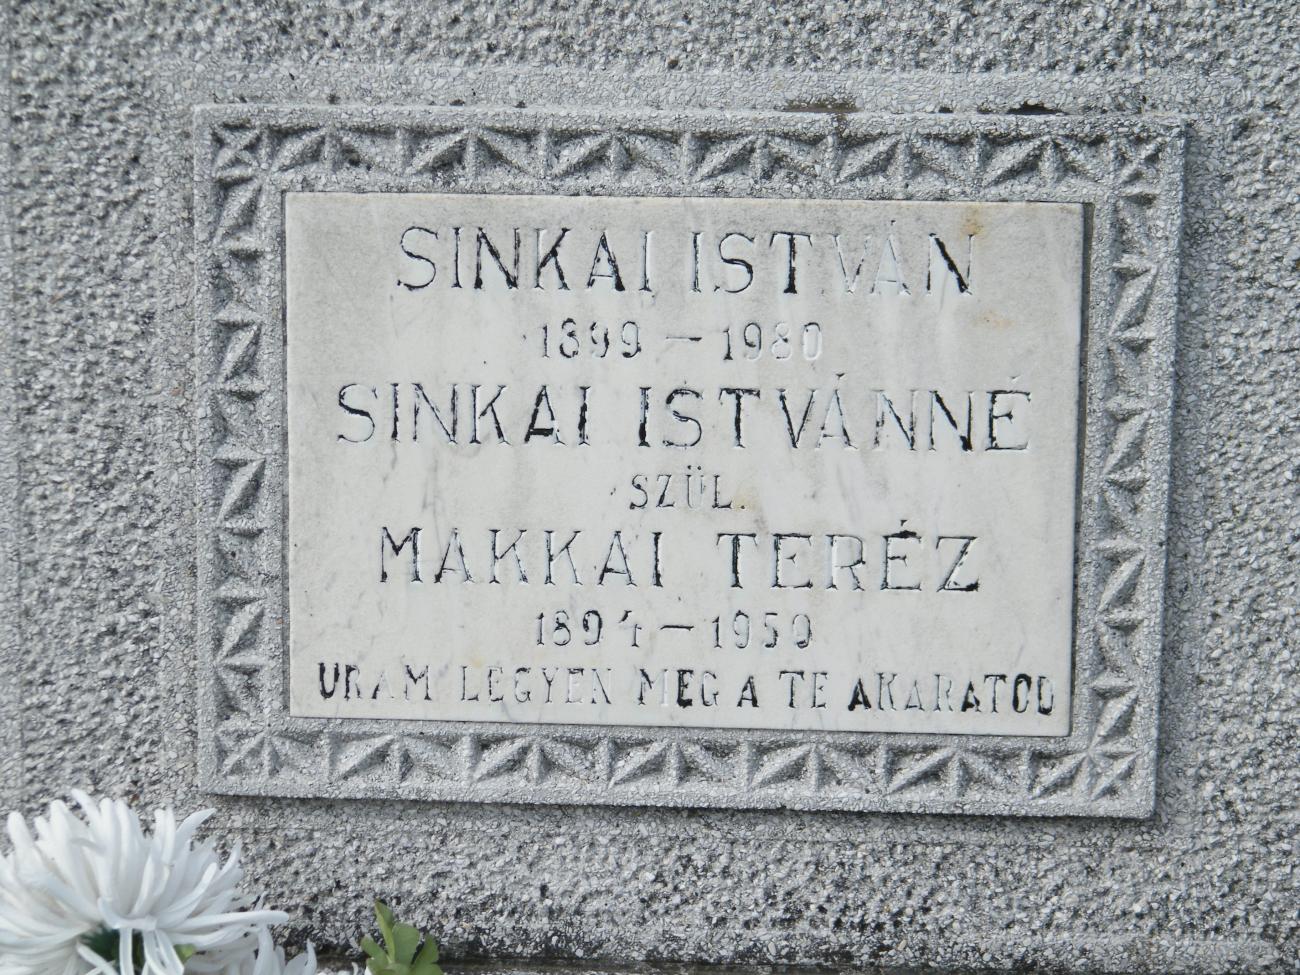 SINKAI ISTVÁN
1899 – 1980
SINKAI ISTVÁNNÉ
SZÜL.
MAKKAI TERÉZ
1894 – 1959
URAM LEGYEN MEG A TE AKARATOD